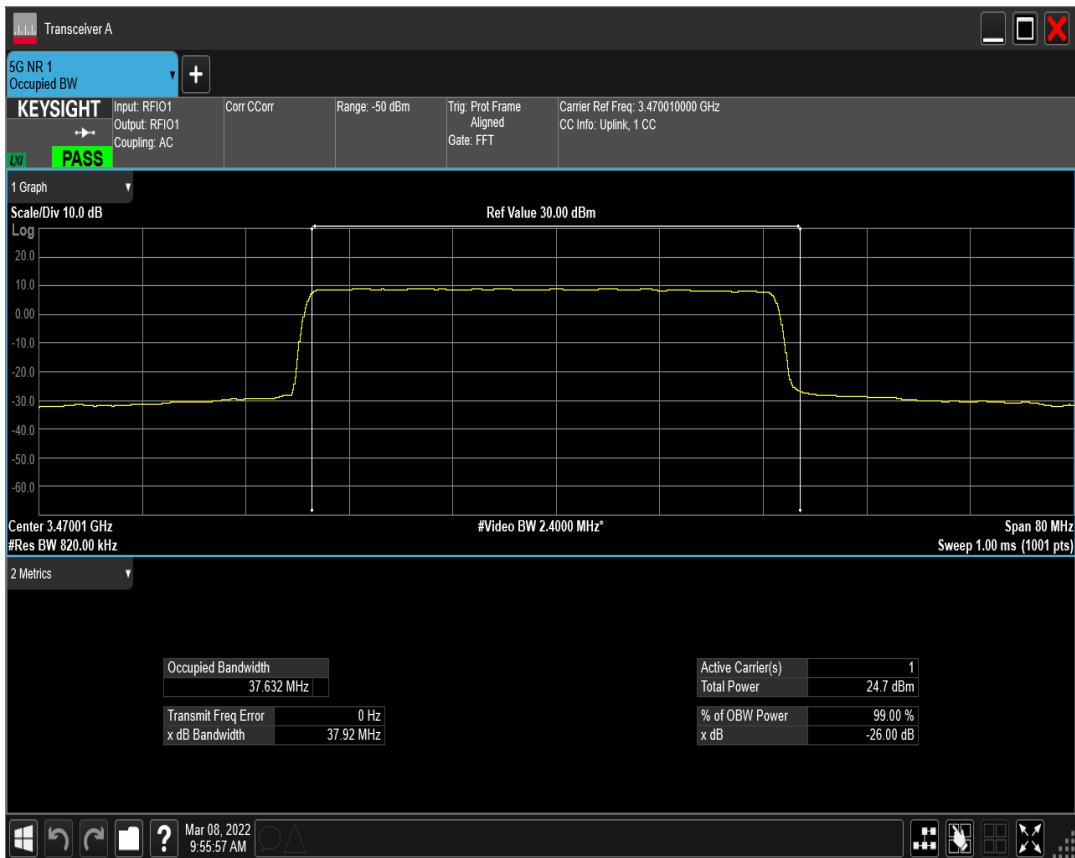 Transceiver A
5G NR 1
Occupied BW
+
KEYSIGHT
LXI
PASS
Input: RFIO1
Output: RFIO1
Coupling: AC
Corr CCorr
Range: -50 dBm
Trig: Prot Frame
Aligned
Gate: FFT
Carrier Ref Freq: 3.470010000 GHz
CC Info: Uplink, 1 CC
1 Graph
Scale/Div 10.0 dB
Ref Value 30.00 dBm
Log
20.0
10.0
0.00
-10.0
-20.0
-30.0
-40.0
-50.0
-60.0
Center 3.47001 GHz
#Video BW 2.4000 MHz*
Span 80 MHz
#Res BW 820.00 kHz
Sweep 1.00 ms (1001 pts)
2 Metrics
Occupied Bandwidth
37.632 MHz
Transmit Freq Error 0 Hz
x dB Bandwidth 37.92 MHz
Active Carrier(s) 1
Total Power 24.7 dBm
% of OBW Power 99.00 %
x dB -26.00 dB
?
Mar 08, 2022
9:55:57 AM